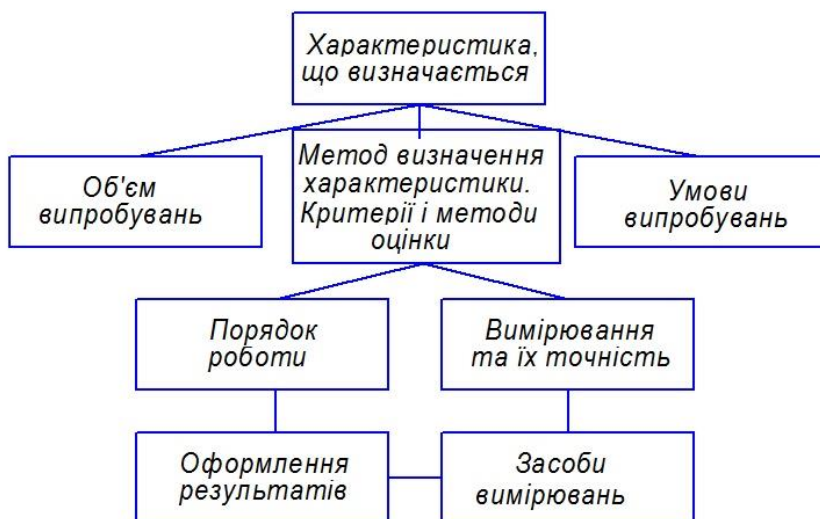 Характеристика,
що визначається
Об'єм
випробувань
Метод визначення
характеристики.
Критерії і методи
оцінки
Умови
випробувань
Порядок
роботи
Вимірювання
та їх точність
Оформлення
результатів
Засоби
вимірювань